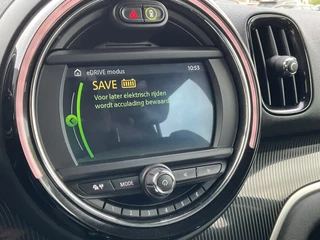 eDRIVE modus 10:53
SAVE
Voor later elektrisch rijden
wordt acculading bewaard.
MODE